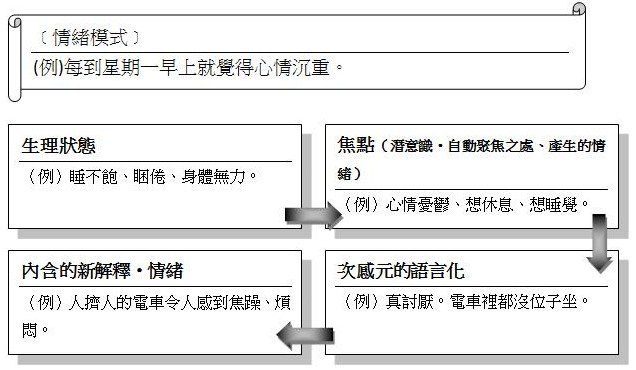 ﹝情緒模式﹞
(例)每到星期一早上就覺得心情沉重。
生理狀態
（例）睡不飽、睏倦、身體無力。
焦點（潛意識‧自動聚焦之處、產生的情
緒）
（例）心情憂鬱、想休息、想睡覺。
次感元的語言化
（例）真討厭。電車裡都沒位子坐。
內含的新解釋‧情緒
（例）人擠人的電車令人感到焦躁、煩
悶。